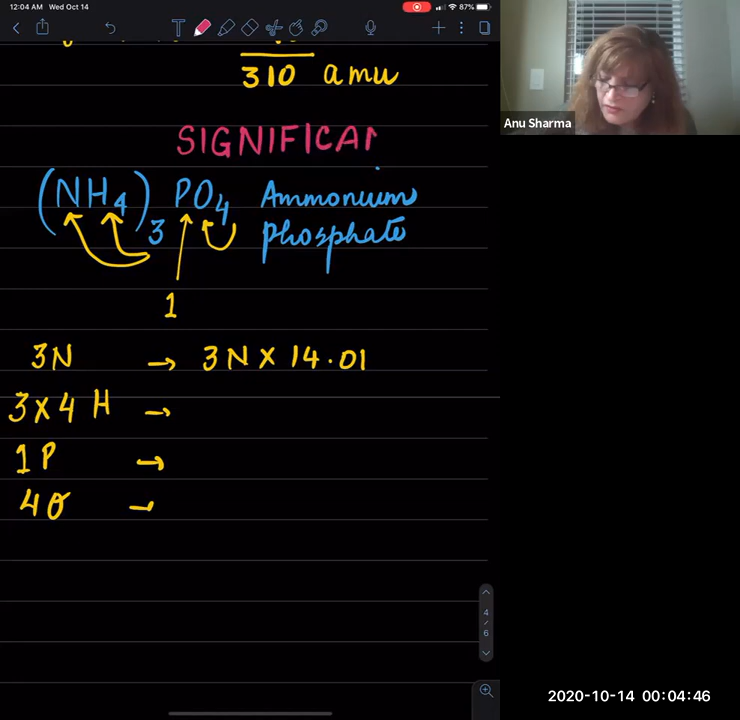 12:04 AM Wed Oct 14
87%
310 amu
Anu Sharma
SIGNIFICAN
(NH4)3 PO4 Ammonium
phosphate
1
3N → 3N × 14.01
3×4 H →
1P →
4O →
4
/
6
2020-10-14 00:04:46